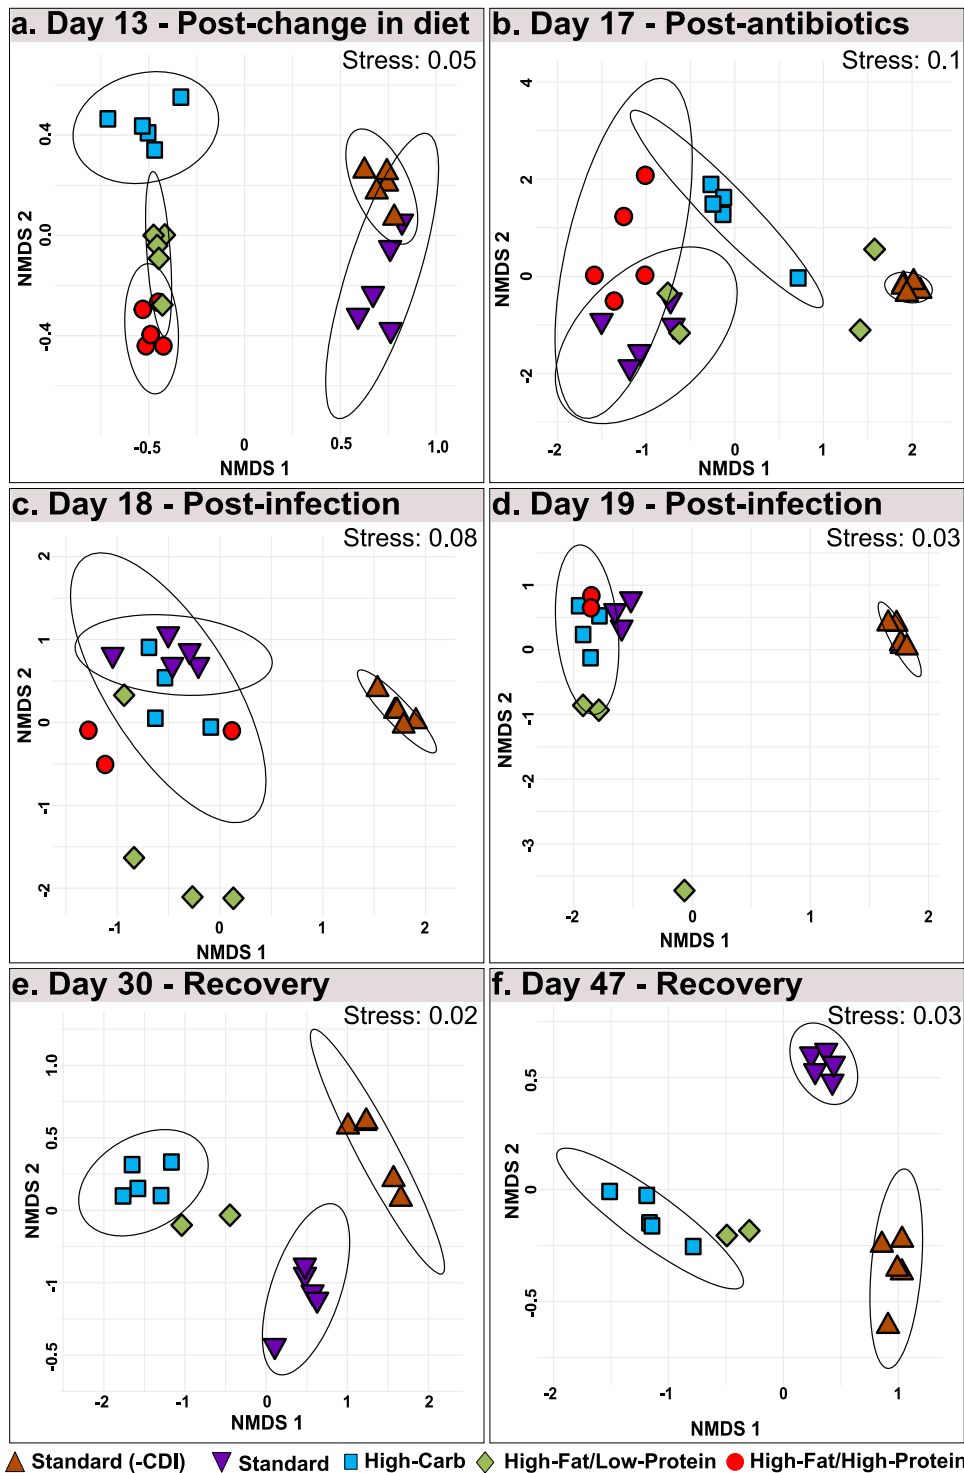 a. Day 13 - Post-change in diet
Stress: 0.05
0.4
0.0
-0.4
NMDS 2
-0.5
0
0.5
1.0
NMDS 1
b. Day 17 - Post-antibiotics
Stress: 0.1
4
2
0
-2
NMDS 2
-2
-1
0
1
2
NMDS 1
c. Day 18 - Post-infection
Stress: 0.08
2
1
0
-1
-2
NMDS 2
-1
0
1
2
NMDS 1
d. Day 19 - Post-infection
Stress: 0.03
1
0
-1
-2
-3
NMDS 2
-2
0
1
2
NMDS 1
e. Day 30 - Recovery
Stress: 0.02
1.0
0.5
0
-1
-0.5
NMDS 2
-2
-1
0
1
2
NMDS 1
f. Day 47 - Recovery
Stress: 0.03
0.5
0
-0.5
NMDS 2
-2
-1
0
1
NMDS 1
Standard (-CDI) Standard High-Carb High-Fat/Low-Protein High-Fat/High-Protein